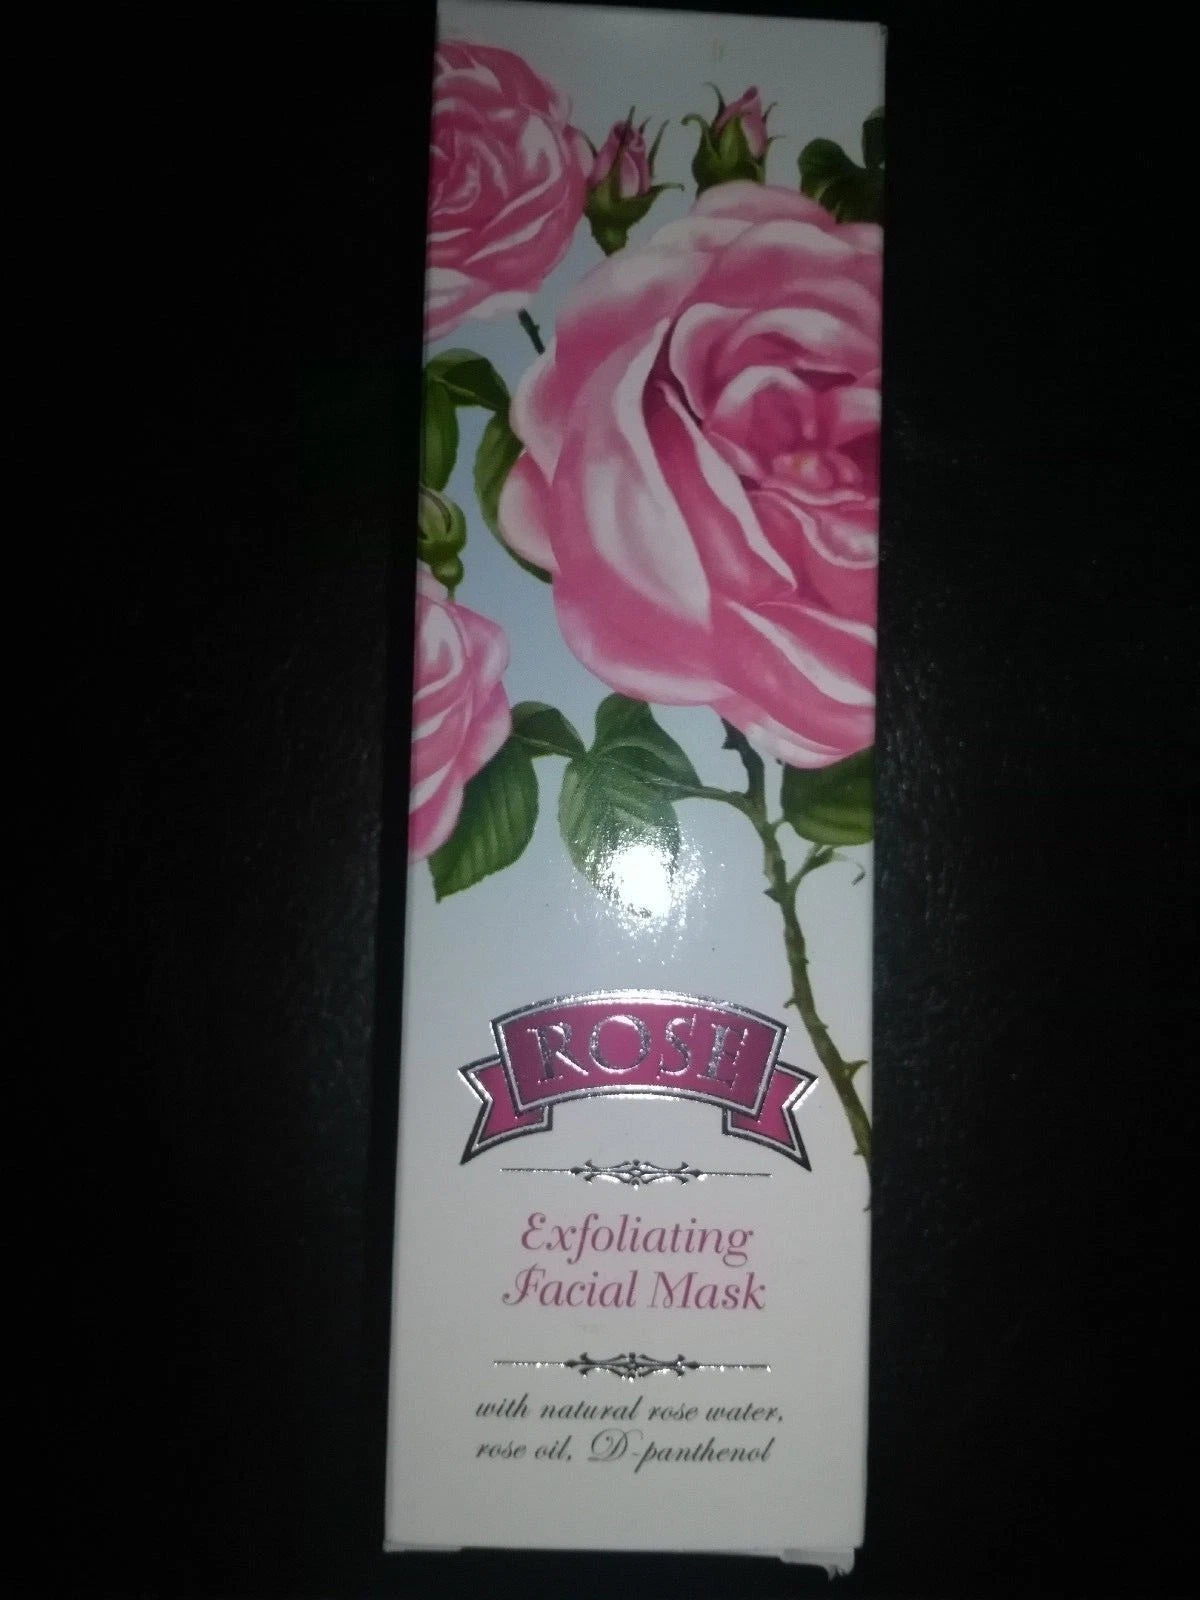 ROSE
Exfoliating
Facial Mask
with natural rose water,
rose oil, D-panthenol